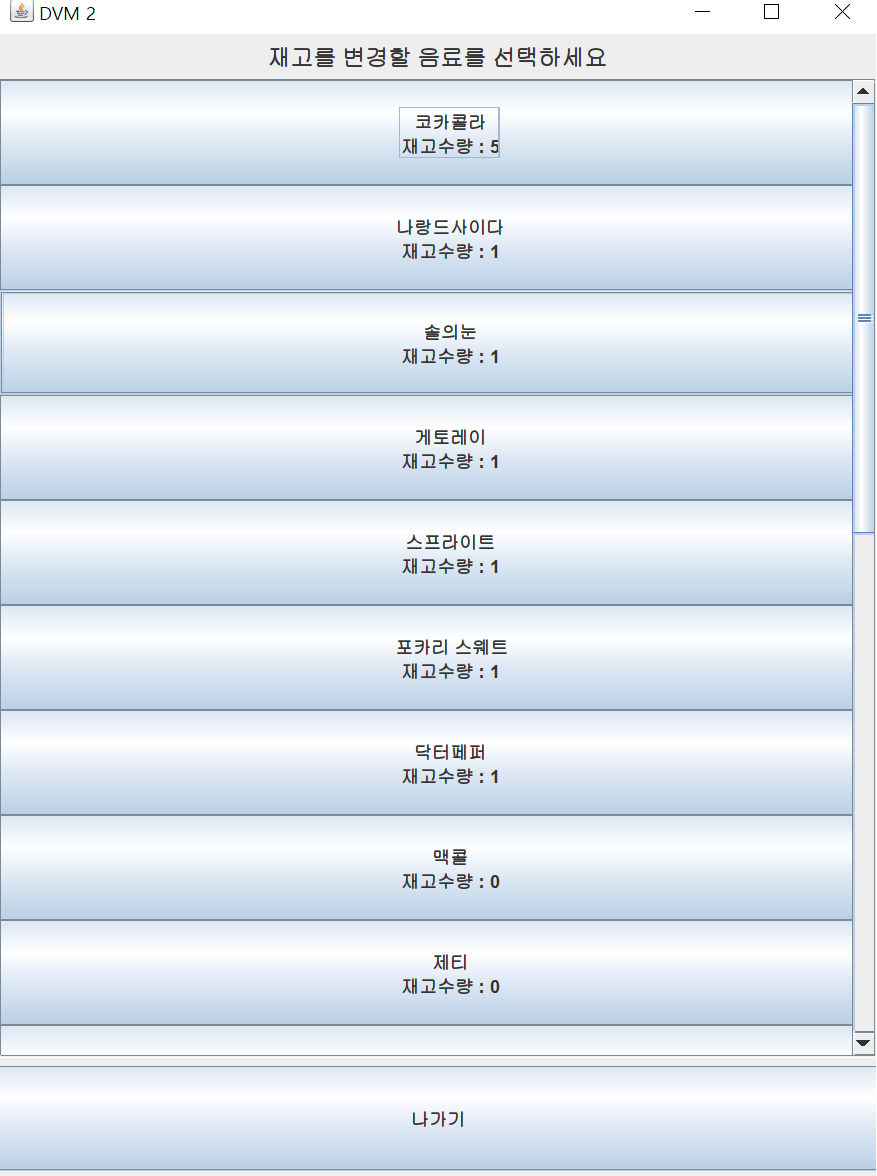 DVM 2
재고를 변경할 음료를 선택하세요
코카콜라
재고수량 : 5
나랑드사이다
재고수량 : 1
솔의눈
재고수량 : 1
게토레이
재고수량 : 1
스프라이트
재고수량 : 1
포카리 스웨트
재고수량 : 1
닥터페퍼
재고수량 : 1
맥콜
재고수량 : 0
제티
재고수량 : 0
나가기